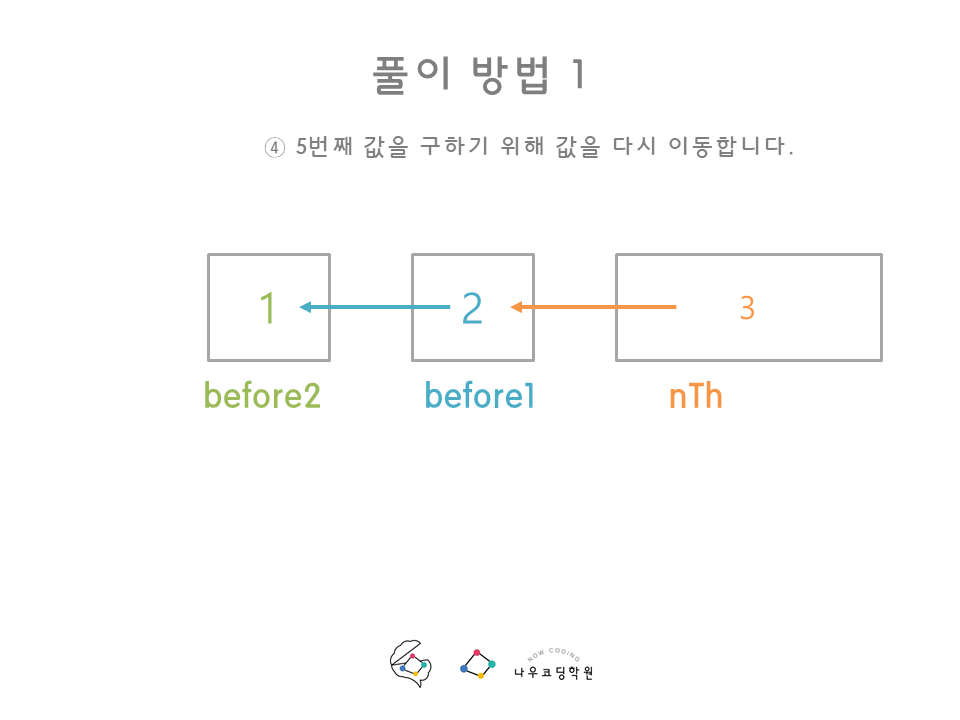 풀이 방법 1
④ 5번째 값을 구하기 위해 값을 다시 이동합니다.
1 2 3
before2 before1 nTh
NOW CODING
나우코딩학원